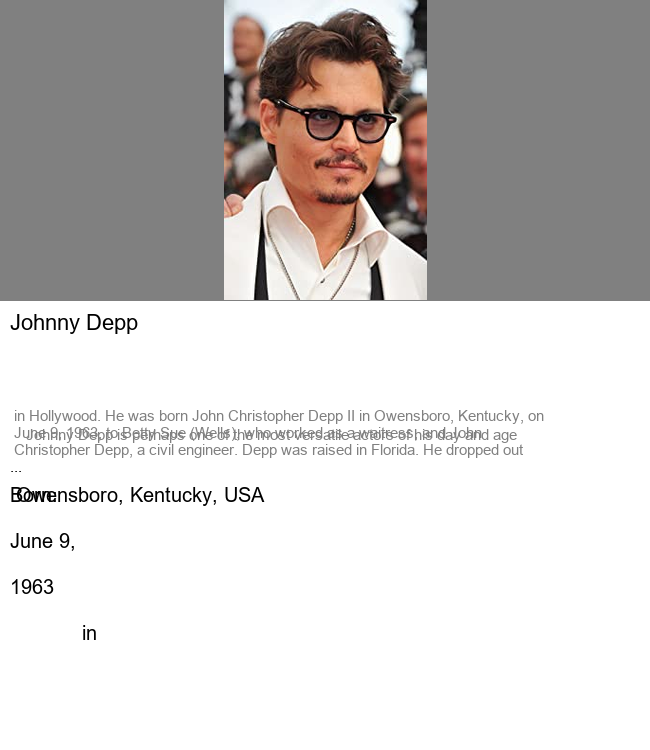 Johnny Depp
in Hollywood. He was born John Christopher Depp II in Owensboro, Kentucky, on
June 9, 1963, to Betty Sue (Wells), who worked as a waitress, and John
Johnny Depp is perhaps one of the most versatile actors of his day and age
Christopher Depp, a civil engineer. Depp was raised in Florida. He dropped out
...
Born: Owensboro, Kentucky, USA
June 9,
1963
in